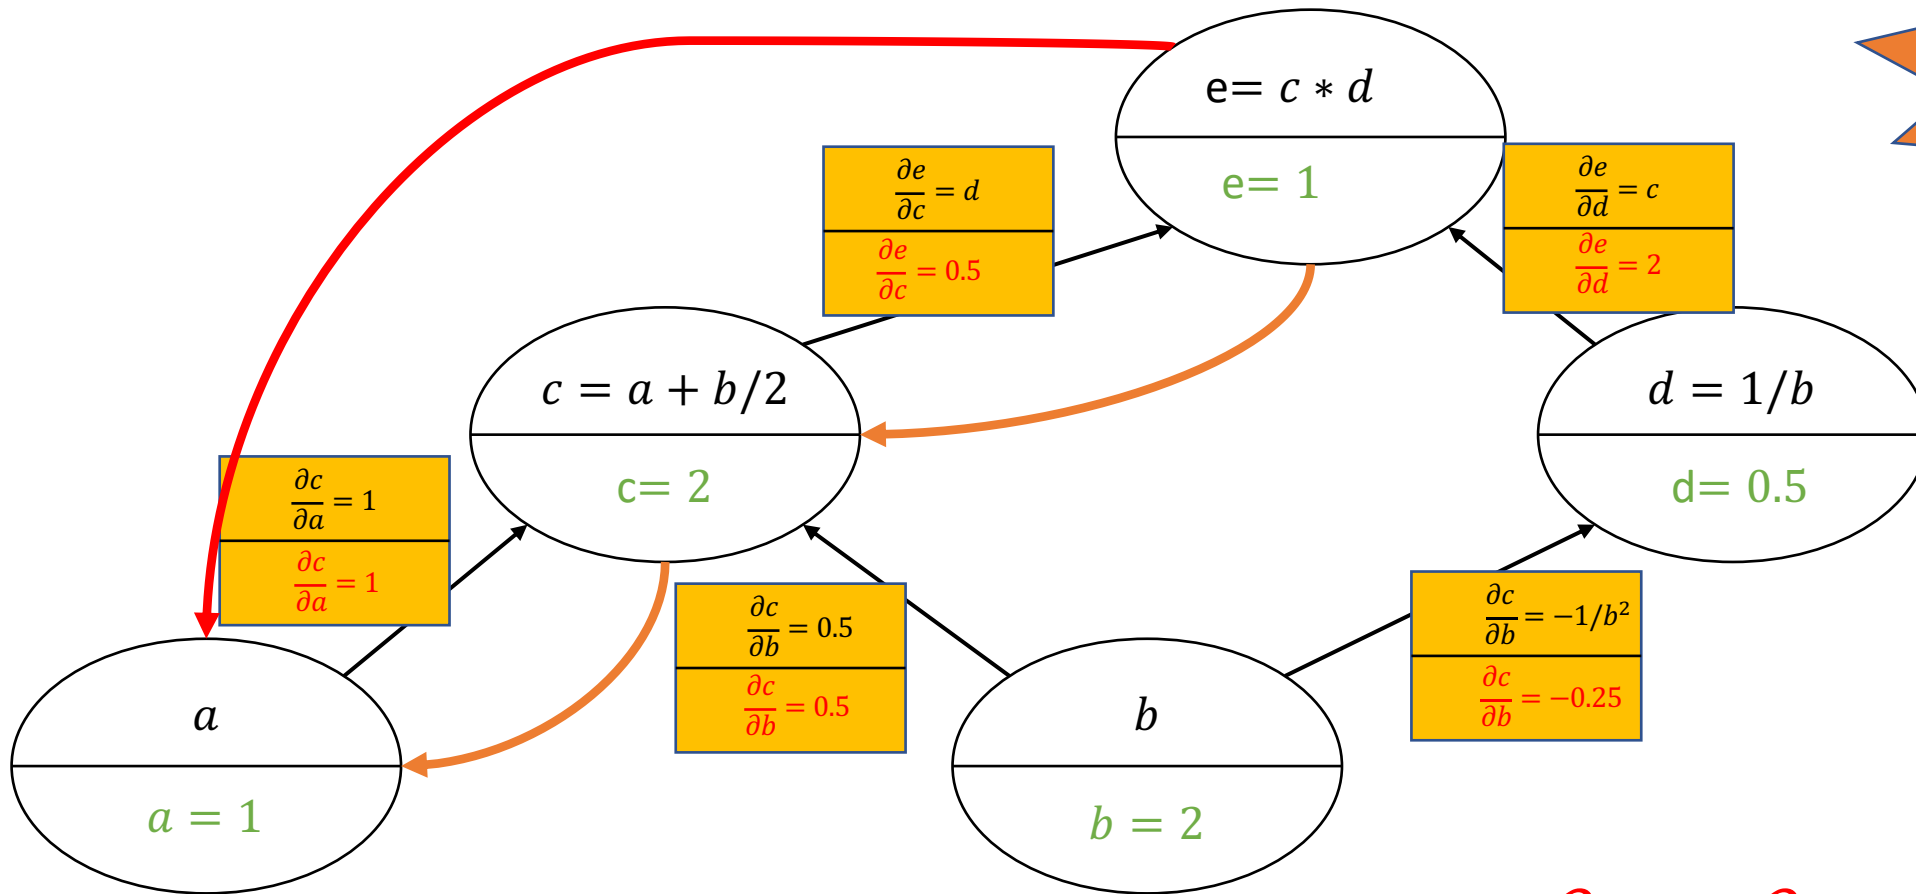 e= c ∗ d
e= 1
∂e/∂c = d
∂e/∂c = 0.5
∂e/∂d = c
∂e/∂d = 2
c = a + b/2
c= 2
d = 1/b
d= 0.5
∂c/∂a = 1
∂c/∂a = 1
∂c/∂b = 0.5
∂c/∂b = 0.5
∂c/∂b = −1/b²
∂c/∂b = −0.25
a
a = 1
b
b = 2